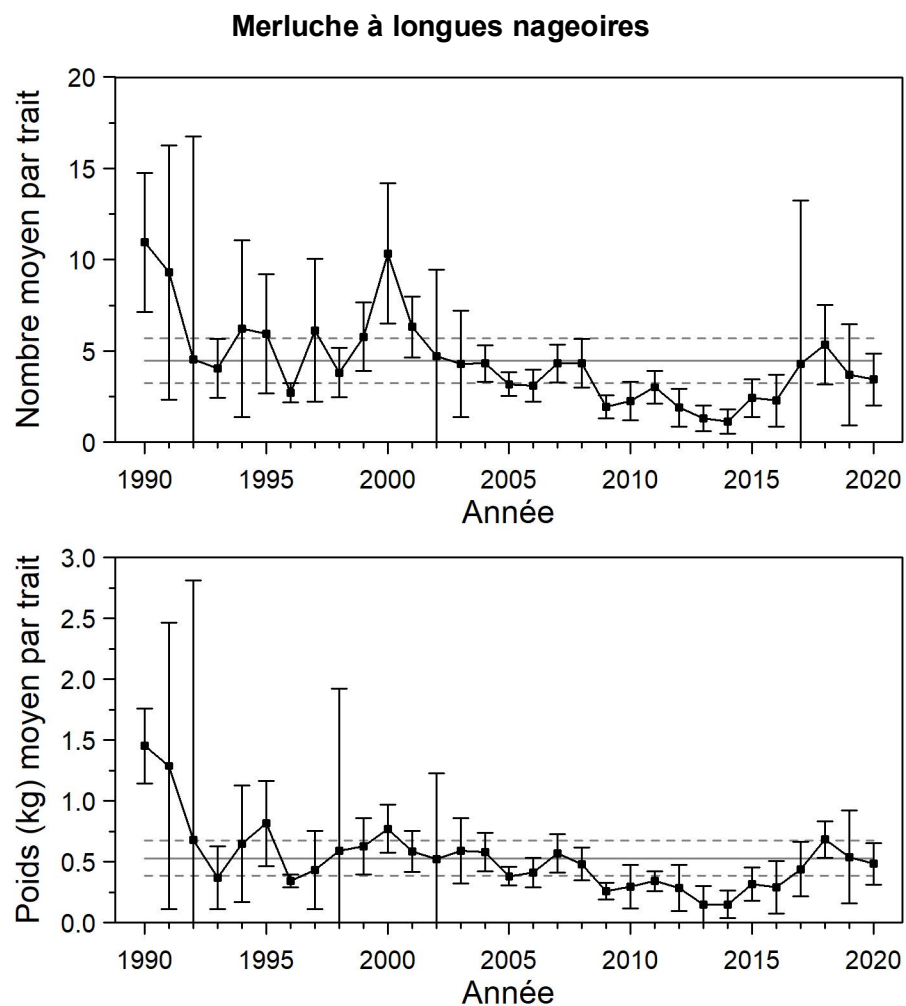 Merluche à longues nageoires
Nombre moyen par trait
20
15
10
5
0
1990 1995 2000 2005 2010 2015 2020
Année
Poids (kg) moyen par trait
3.0
2.5
2.0
1.5
1.0
0.5
0.0
1990 1995 2000 2005 2010 2015 2020
Année